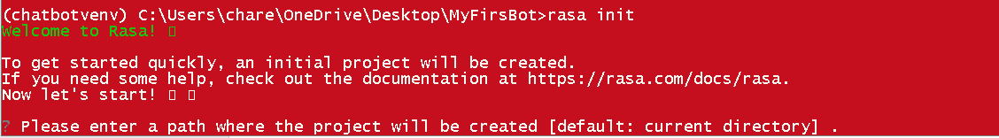 (chatbotvenv) C:\Users\chare\OneDrive\Desktop\MyFirsBot>rasa init
Welcome to Rasa! 
To get started quickly, an initial project will be created.
If you need some help, check out the documentation at https://rasa.com/docs/rasa.
Now let's start! 
? Please enter a path where the project will be created [default: current directory] .